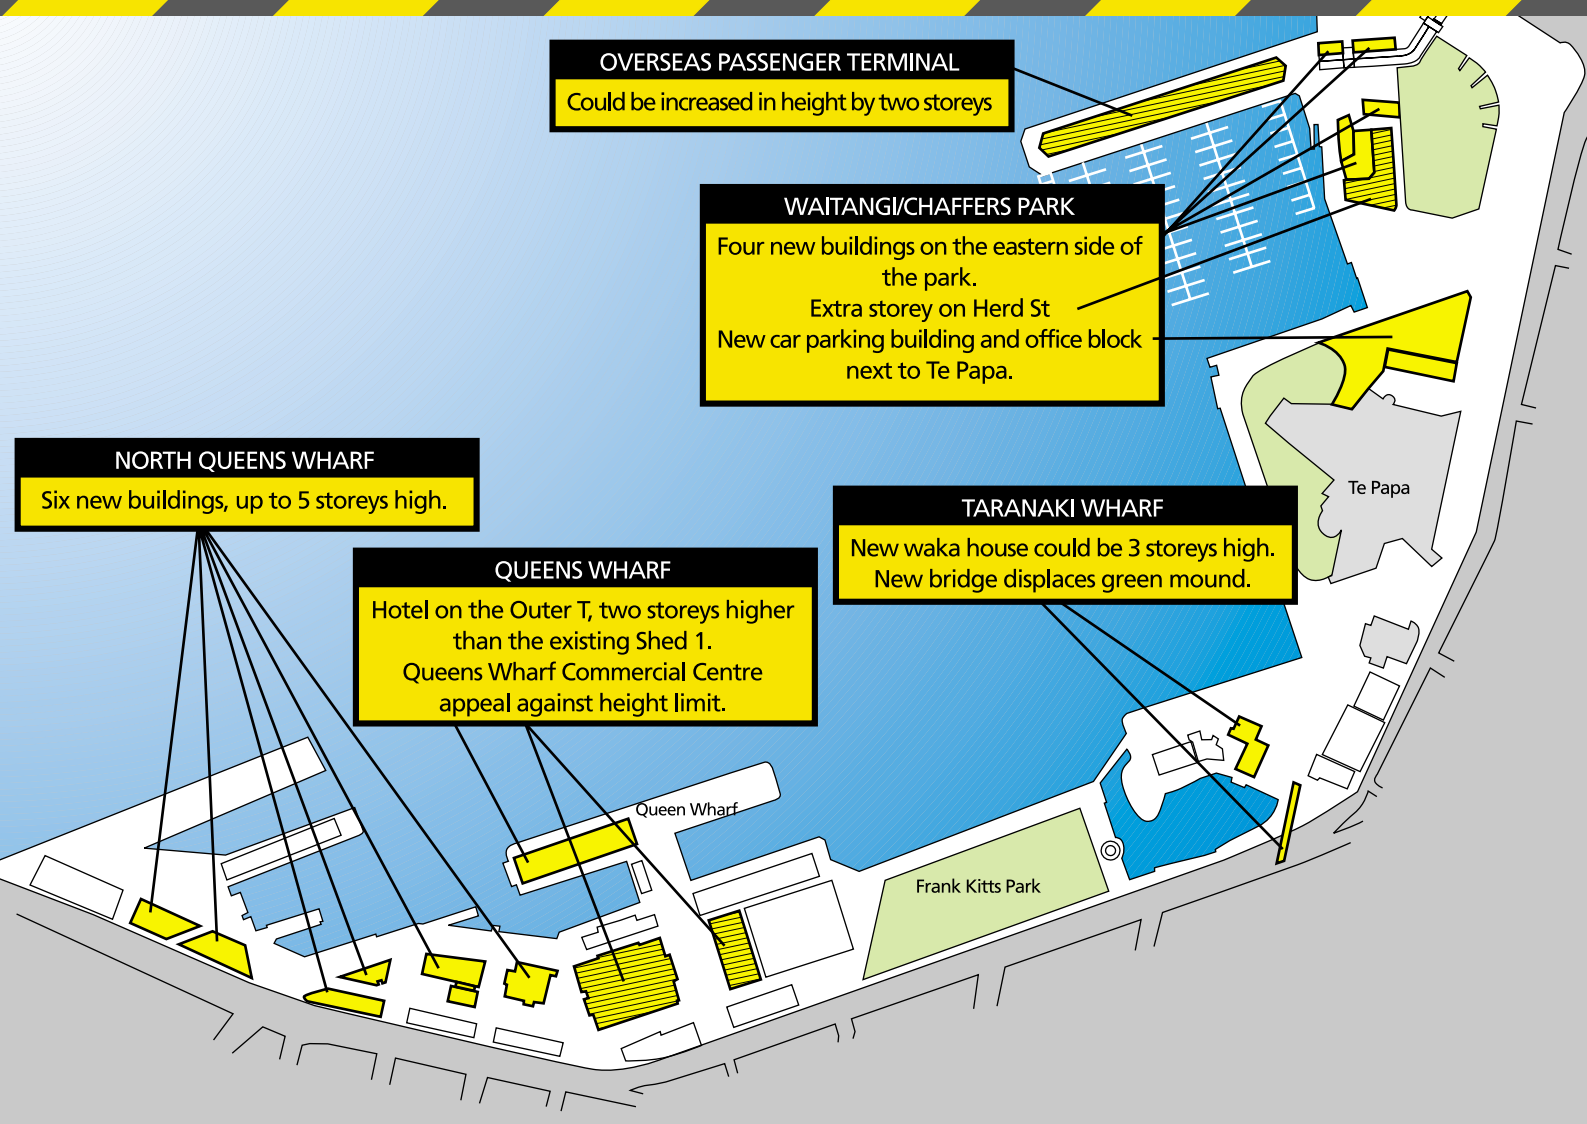 OVERSEAS PASSENGER TERMINAL
Could be increased in height by two storeys
WAITANGI/CHAFFERS PARK
Four new buildings on the eastern side of
the park.
Extra storey on Herd St
New car parking building and office block
next to Te Papa.
NORTH QUEENS WHARF
Six new buildings, up to 5 storeys high.
Te Papa
TARANAKI WHARF
New waka house could be 3 storeys high.
New bridge displaces green mound.
QUEENS WHARF
Hotel on the Outer T, two storeys higher
than the existing Shed 1.
Queens Wharf Commercial Centre
appeal against height limit.
Queen Wharf
Frank Kitts Park